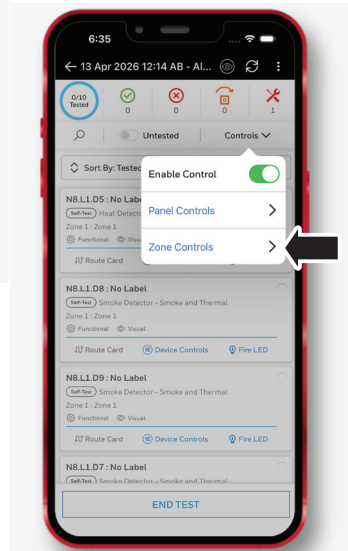 6:35
13 Apr 2026 12:14 AB - Al...
0/10 Tested
0
0
0
1
Untested
Controls
Sort By: Tested
Enable Control
Panel Controls
Zone Controls
N8.L1.D5 : No Label
Self-Test Heat Detecto
Zone 1 : Zone 1
Functional Visu
Route Card
N8.L1.D8 : No Label
Self-Test Smoke Detector - Smoke and Thermal
Zone 1 : Zone 1
Functional Visual
Route Card Device Controls Fire LED
N8.L1.D9 : No Label
Self-Test Smoke Detector - Smoke and Thermal
Zone 1 : Zone 1
Functional Visual
Route Card Device Controls Fire LED
N8.L1.D7 : No Label
Self-Test Smoke Detector - Smoke and Thermal
END TEST